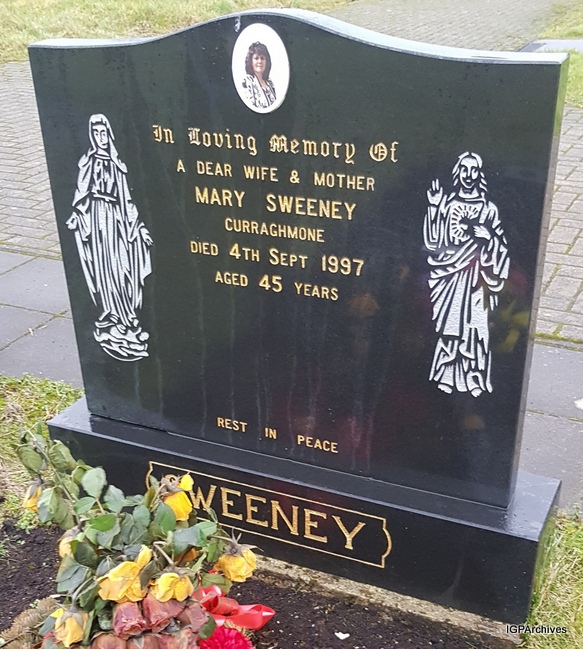 In Loving Memory Of
A DEAR WIFE & MOTHER
MARY SWEENEY
CURRAGHMONE
DIED 4TH SEPT 1997
AGED 45 YEARS
REST IN PEACE
SWEENEY
IGPArchives